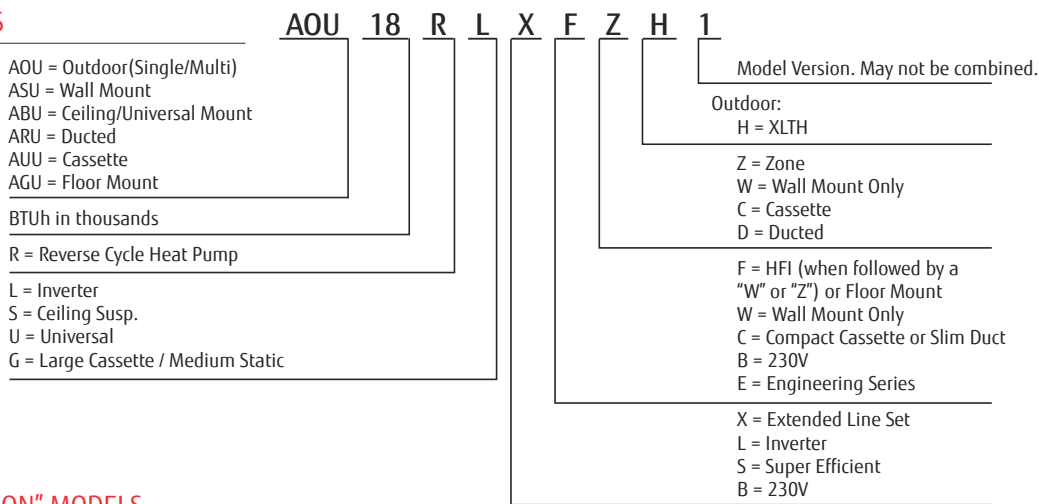 S
AOU 18 R L X F Z H 1
AOU = Outdoor(Single/Multi)
ASU = Wall Mount
ABU = Ceiling/Universal Mount
ARU = Ducted
AUU = Cassette
AGU = Floor Mount
BTUh in thousands
R = Reverse Cycle Heat Pump
L = Inverter
S = Ceiling Susp.
U = Universal
G = Large Cassette / Medium Static
Model Version. May not be combined.
Outdoor:
H = XLTH
Z = Zone
W = Wall Mount Only
C = Cassette
D = Ducted
F = HFI (when followed by a
“W” or “Z”) or Floor Mount
W = Wall Mount Only
C = Compact Cassette or Slim Duct
B = 230V
E = Engineering Series
X = Extended Line Set
L = Inverter
S = Super Efficient
B = 230V
ON” MODELS